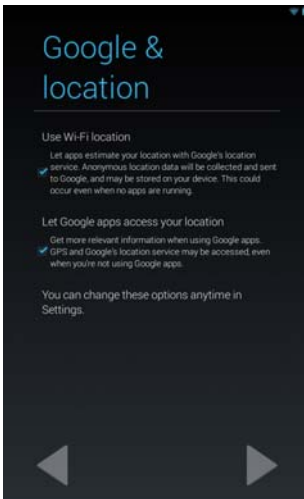 Google &
location
Use Wi-Fi location
Let apps estimate your location with Google's location
service. Anonymous location data will be collected and sent
to Google, and may be stored on your device. This could
occur even when no apps are running.
Let Google apps access your location
Get more relevant information when using Google apps.
GPS and Google's location service may be accessed, even
when you're not using Google apps.
You can change these options anytime in
Settings.